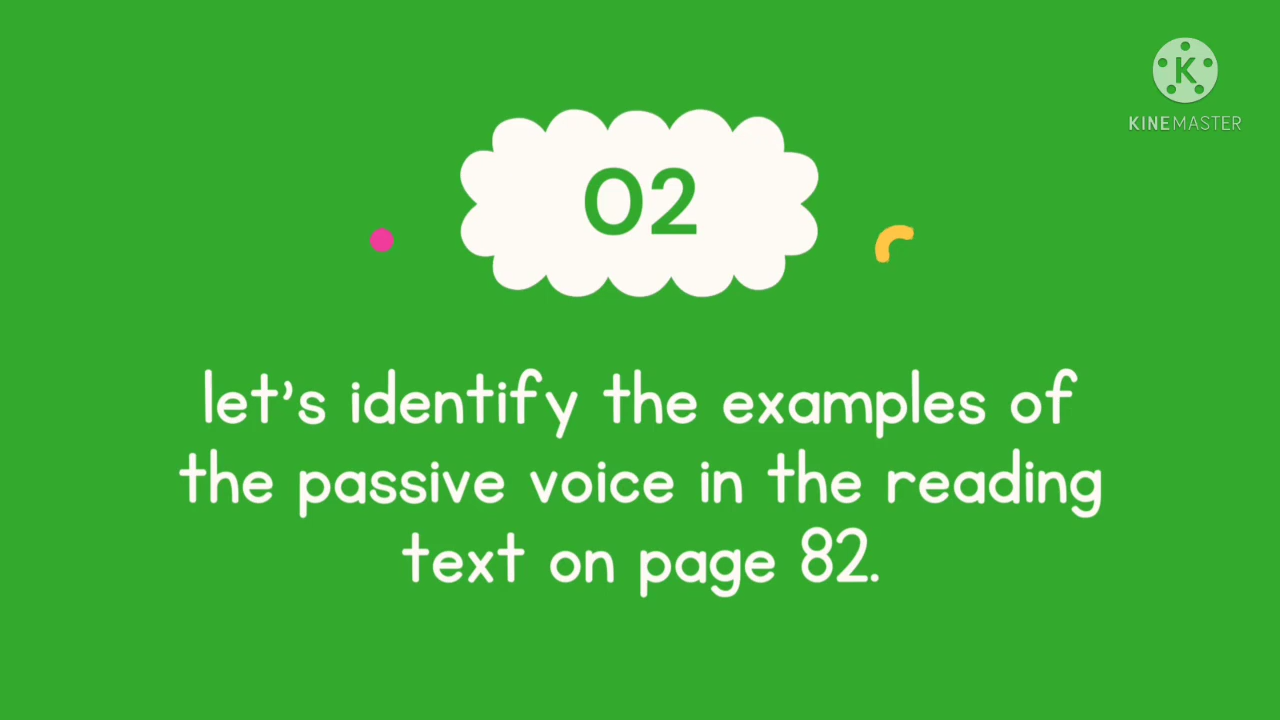 K
KINEMASTER
02
let's identify the examples of
the passive voice in the reading
text on page 82.